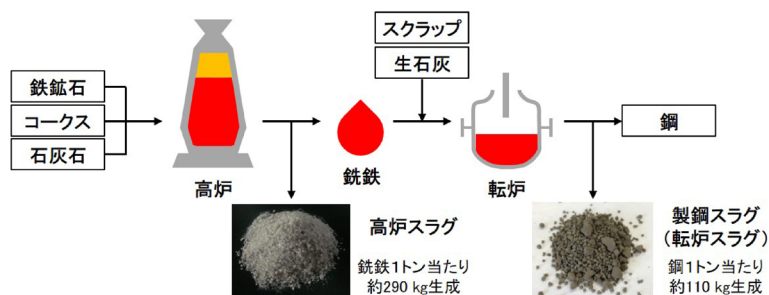 スクラップ
生石灰
鉄鉱石
コークス
石灰石
高炉
銑鉄
転炉
鋼
高炉スラグ
銑鉄1トン当たり
約290 kg生成
製鋼スラグ
(転炉スラグ)
鋼1トン当たり
約110 kg生成